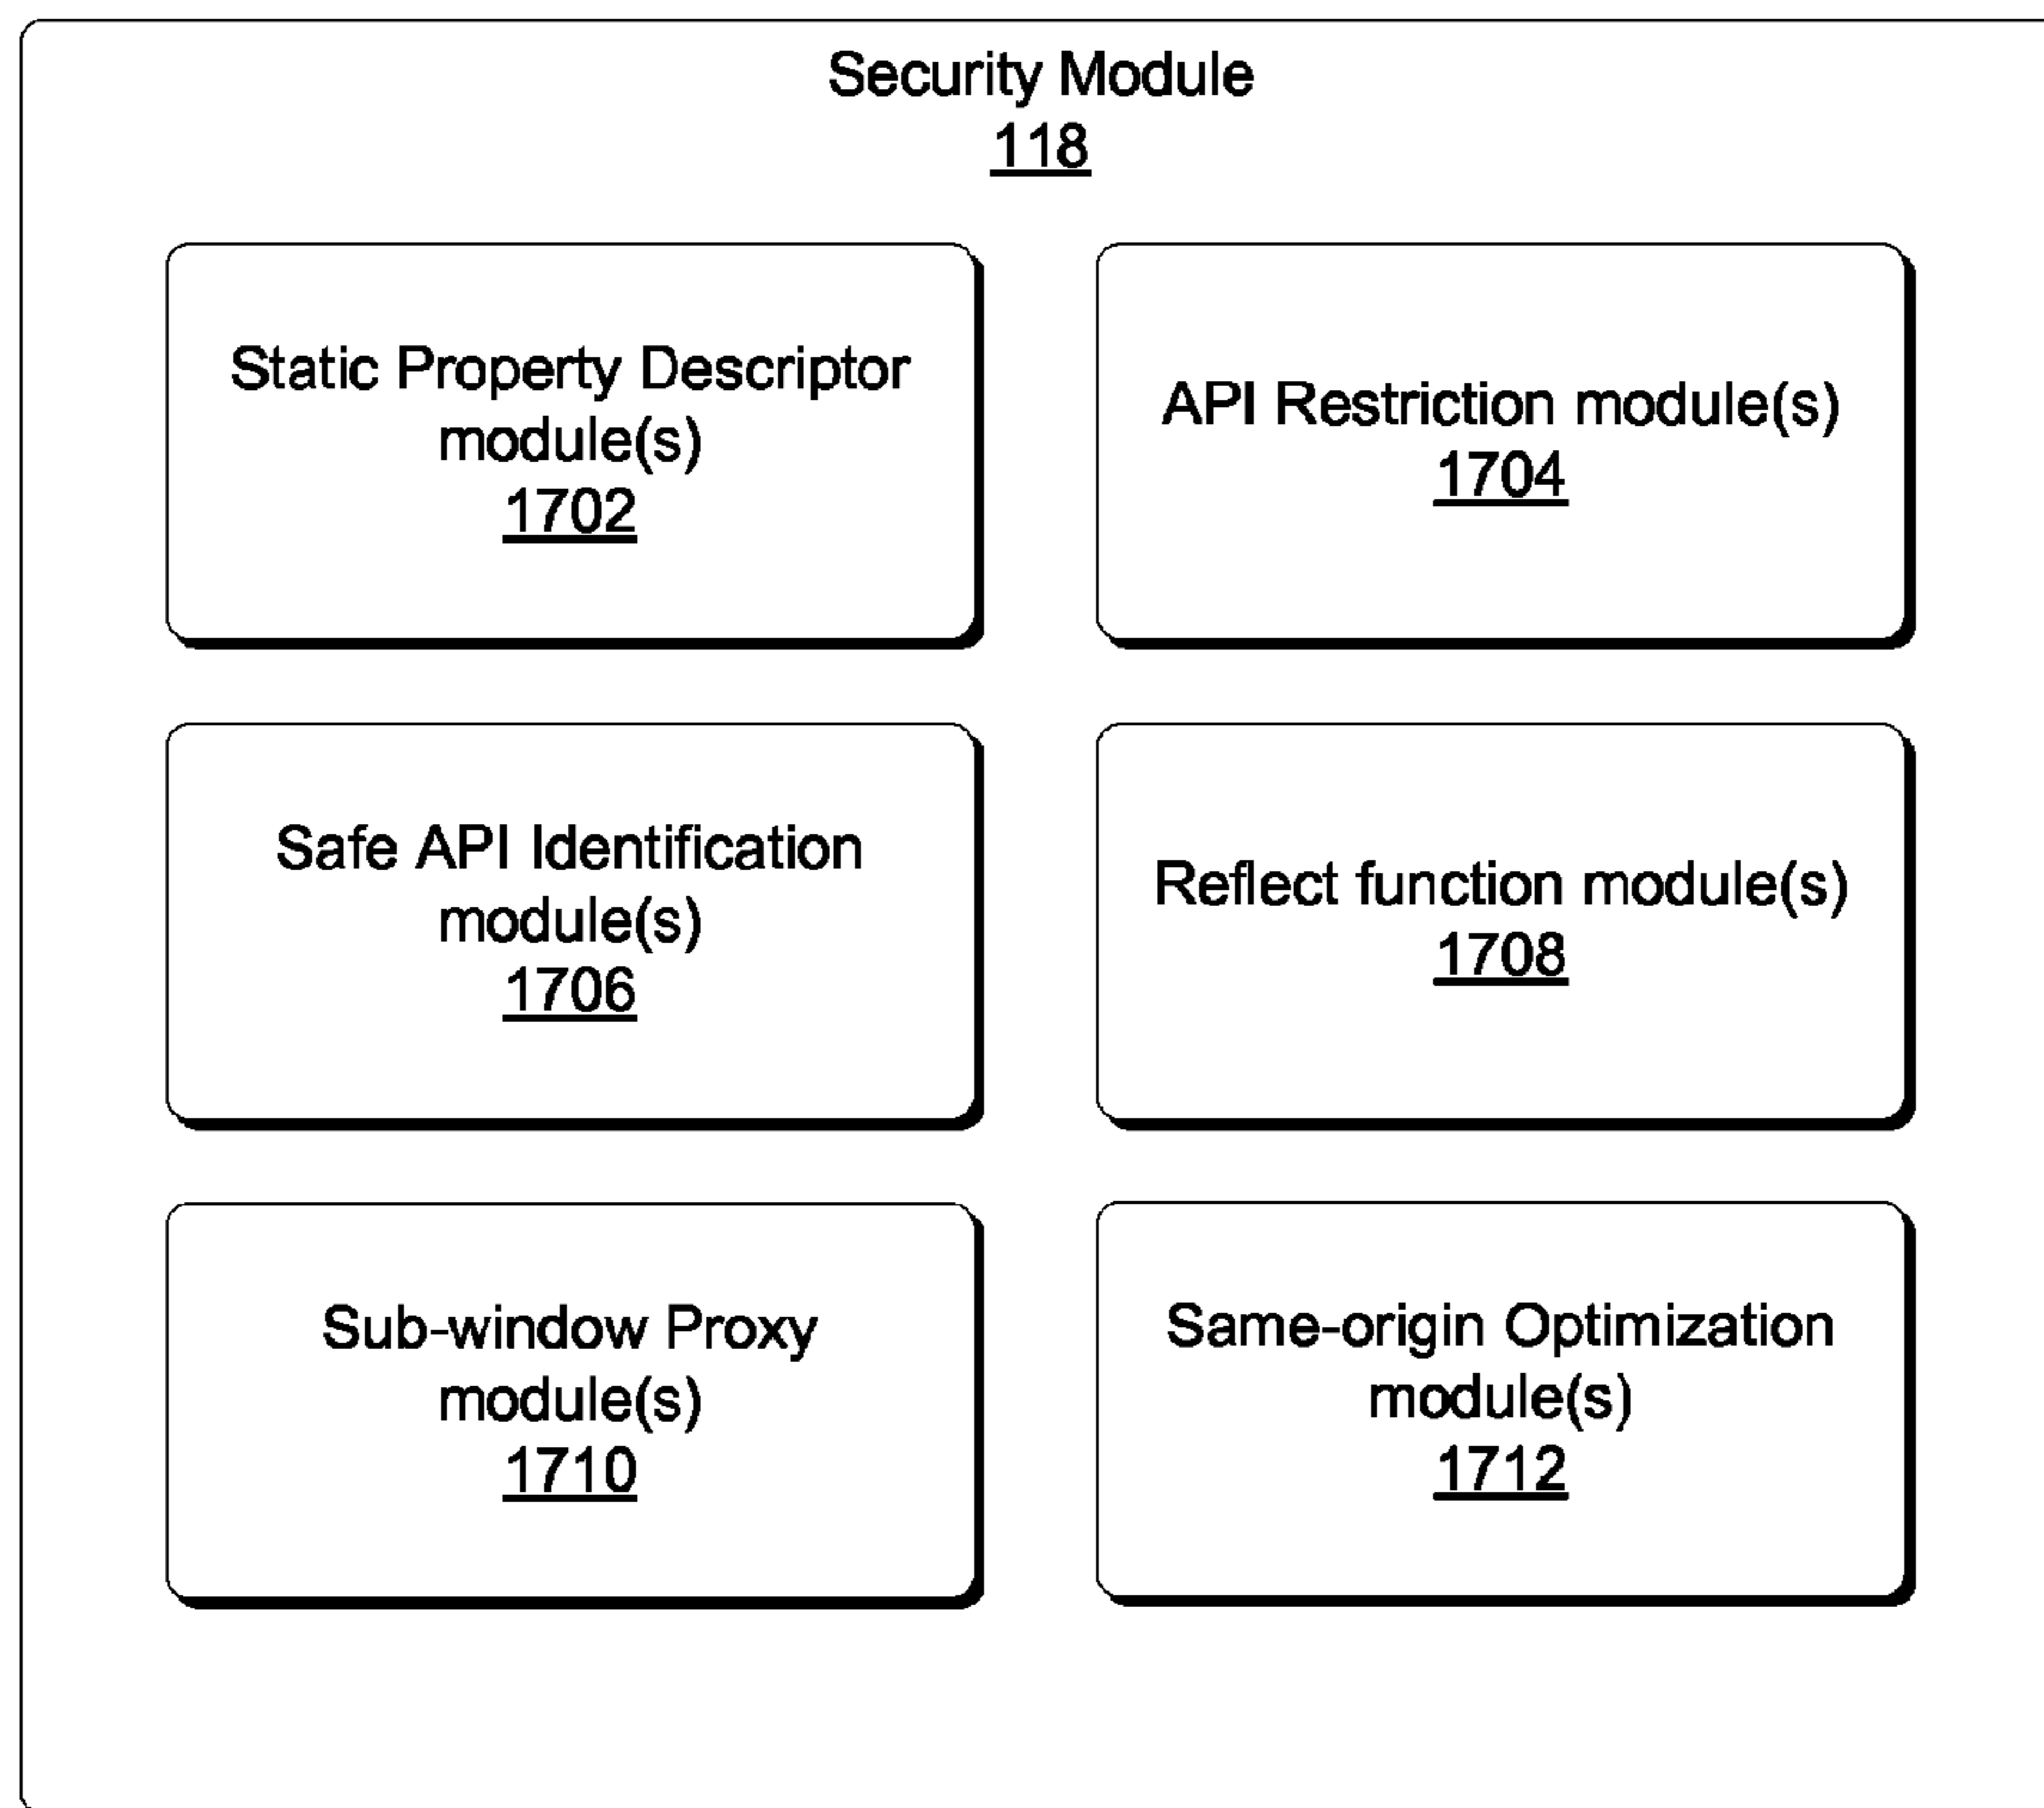 Security Module
118
Static Property Descriptor
module(s)
1702
API Restriction module(s)
1704
Safe API Identification
module(s)
1706
Reflect function module(s)
1708
Sub-window Proxy
module(s)
1710
Same-origin Optimization
module(s)
1712